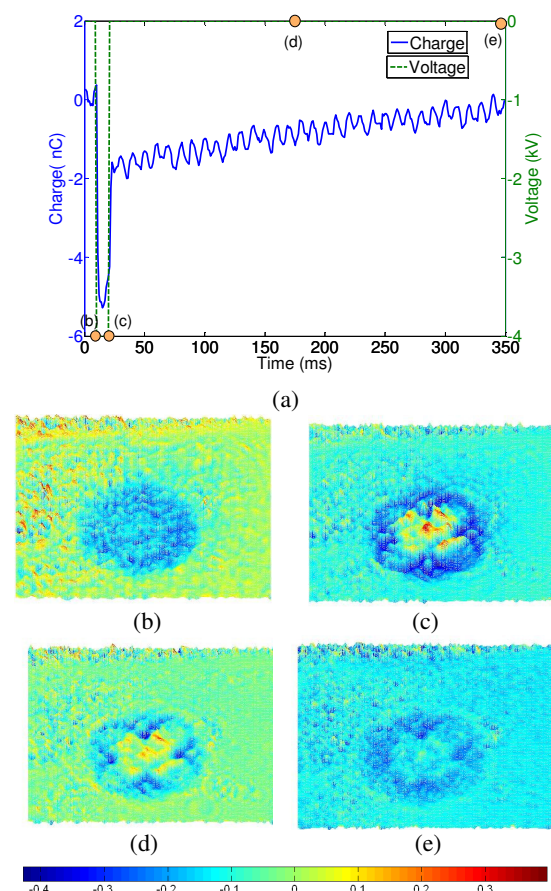 2
0
-2
-4
-6
0
-1
-2
-3
-4
0 50 100 150 200 250 300 350
Charge( nC)
Voltage (kV)
Time (ms)
Charge
Voltage
(b)
(c)
(d)
(e)
(a)
(b) (c)
(d) (e)
-0.4 -0.3 -0.2 -0.1 0 0.1 0.2 0.3